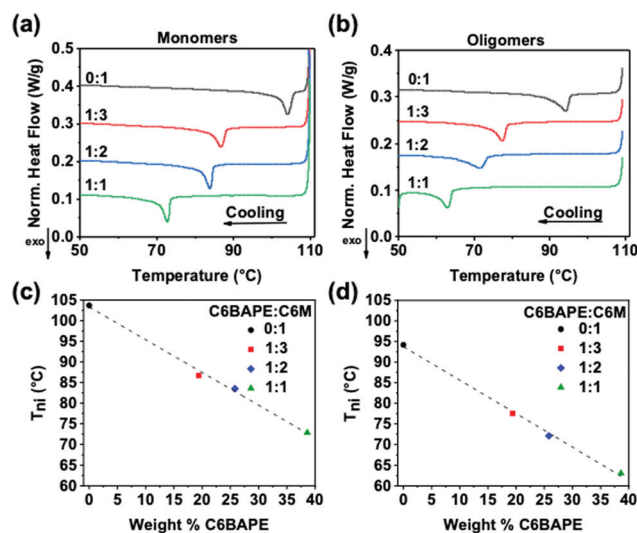 (a)
Monomers
Norm. Heat Flow (W/g)
0.5
0.4
0.3
0.2
0.1
0.0
0:1
1:3
1:2
1:1
Cooling
exo
50
70
90
110
Temperature (°C)
(b)
Oligomers
Norm. Heat Flow (W/g)
0.4
0.3
0.2
0.1
0.0
0:1
1:3
1:2
1:1
Cooling
exo
50
60
70
80
90
100
110
Temperature (°C)
(c)
Tni (°C)
105
100
95
90
85
80
75
70
65
60
C6BAPE:C6M
0:1
1:3
1:2
1:1
0 5 10 15 20 25 30 35 40
Weight % C6BAPE
(d)
Tni (°C)
105
100
95
90
85
80
75
70
65
60
C6BAPE:C6M
0:1
1:3
1:2
1:1
0 5 10 15 20 25 30 35 40
Weight % C6BAPE